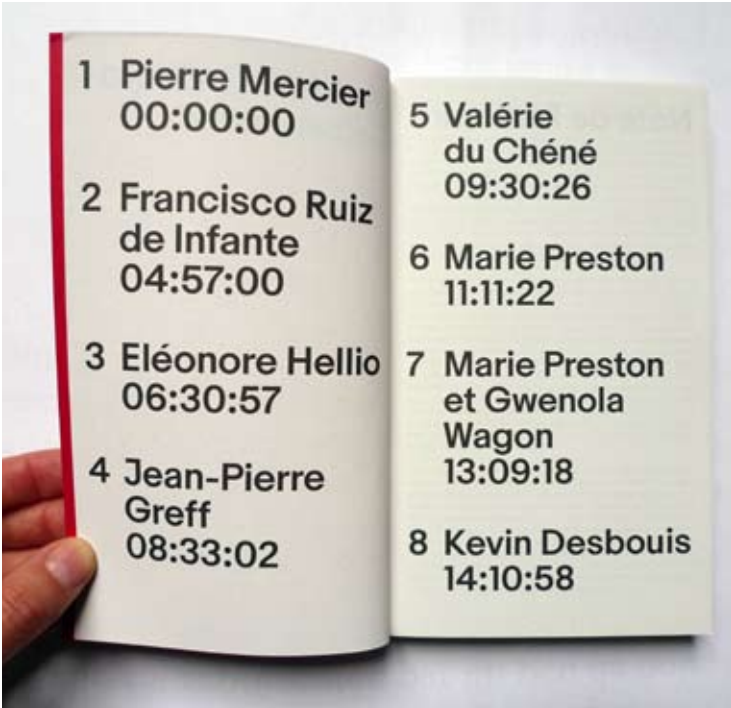 1 Pierre Mercier
00:00:00
2 Francisco Ruiz
de Infante
04:57:00
3 Eléonore Hellio
06:30:57
4 Jean-Pierre
Greff
08:33:02
5 Valérie
du Chéné
09:30:26
6 Marie Preston
11:11:22
7 Marie Preston
et Gwenola
Wagon
13:09:18
8 Kevin Desbouis
14:10:58